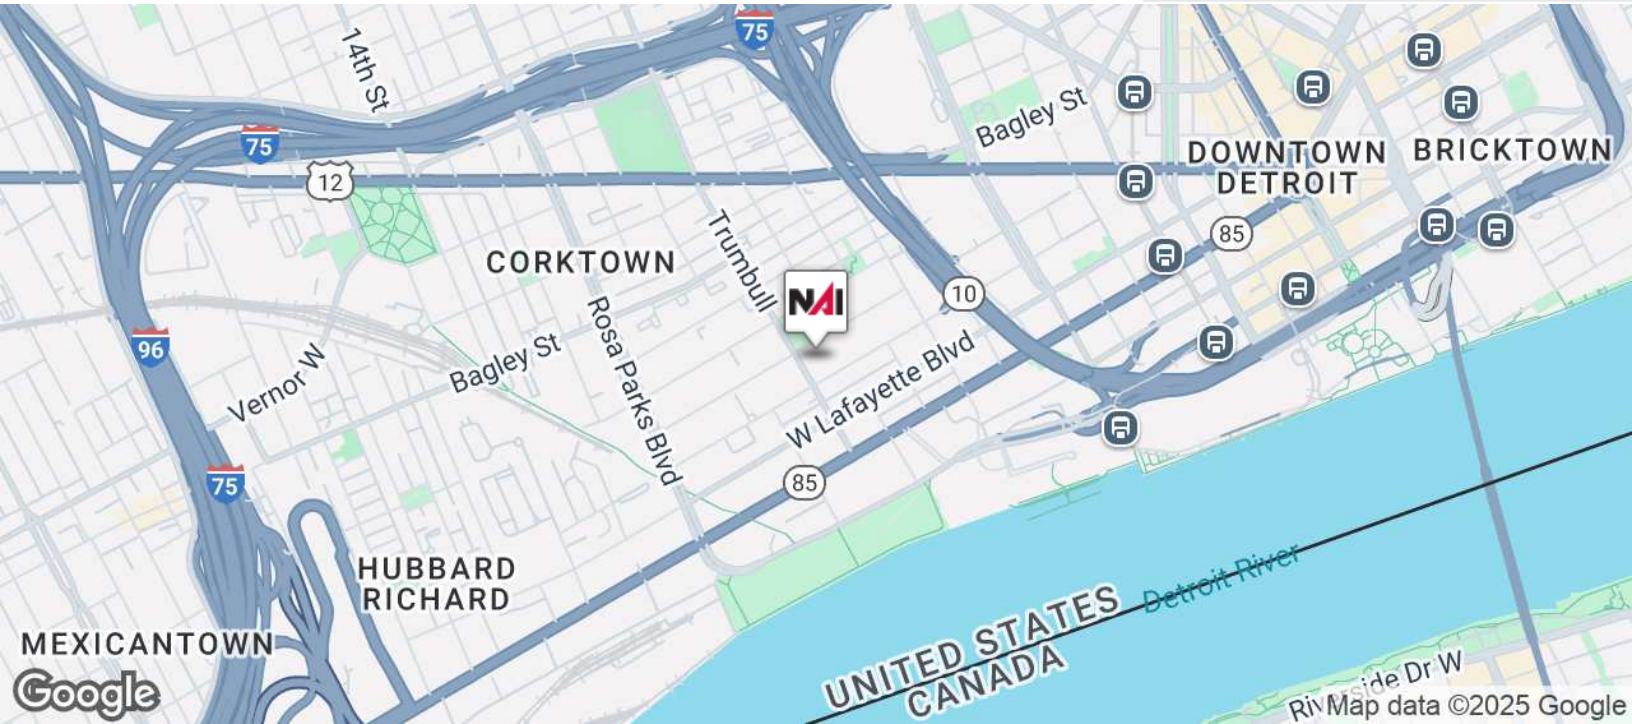 75
14th St
Bagley St
75
DOWNTOWN
DETROIT
BRICKTOWN
12
Trumbull
85
CORKTOWN
NAI
10
Rosa Parks Blvd
96
Bagley St
W Lafayette Blvd
Vernor W
75
85
HUBBARD
RICHARD
Detroit River
UNITED STATES
CANADA
MEXICANTOWN
Google
Dr W
Map data ©2025 Google